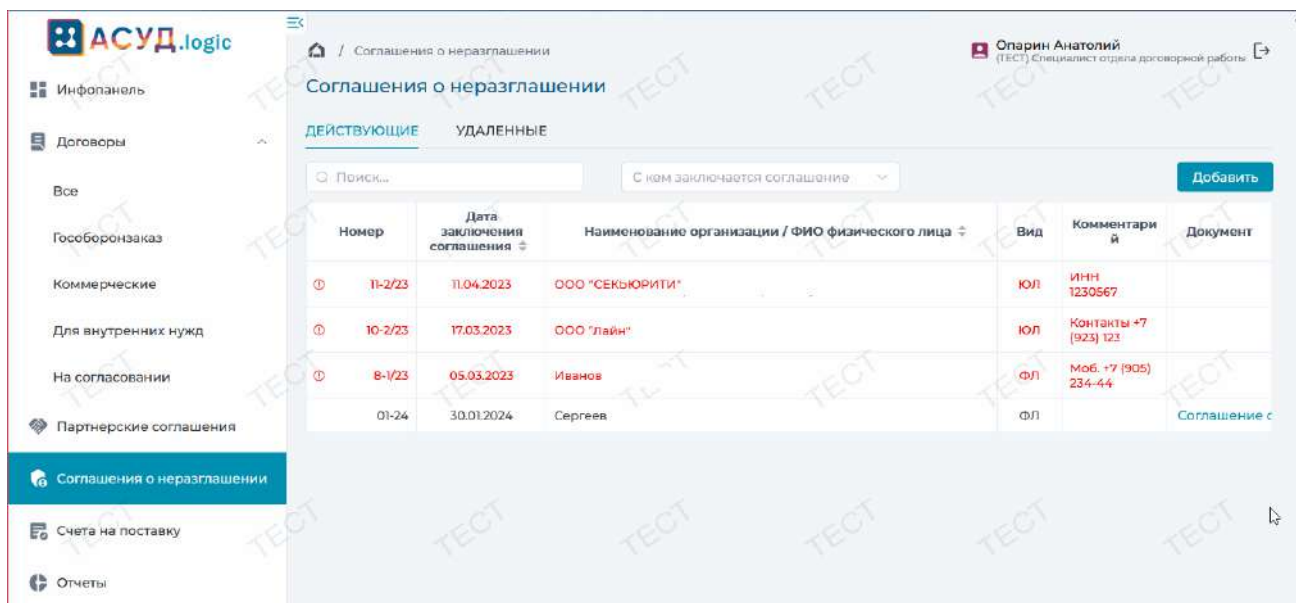 АСУД.logic
Инфопанель
Договоры
Все
Гособоронзаказ
Коммерческие
Для внутренних нужд
На согласовании
Партнерские соглашения
Соглашения о неразглашении
Счета на поставку
Отчеты
/ Соглашения о неразглашении
Опарин Анатолий
(ТЕСТ) Специалист отдела договорной работы
Соглашения о неразглашении
ДЕЙСТВУЮЩИЕ УДАЛЕННЫЕ
Поиск... С кем заключается соглашение Добавить
Номер Дата заключения соглашения Наименование организации / ФИО физического лица Вид Комментарий Документ
11-2/23 11.04.2023 ООО "СЕКЬЮРИТИ" ЮЛ ИНН 1230567
10-2/23 17.03.2023 ООО "Лайн" ЮЛ Контакты +7 (923) 123
8-1/23 05.03.2023 Иванов ФЛ Моб. +7 (905) 234-44
01-24 30.01.2024 Сергеев ФЛ Соглашение о
ТЕСТ